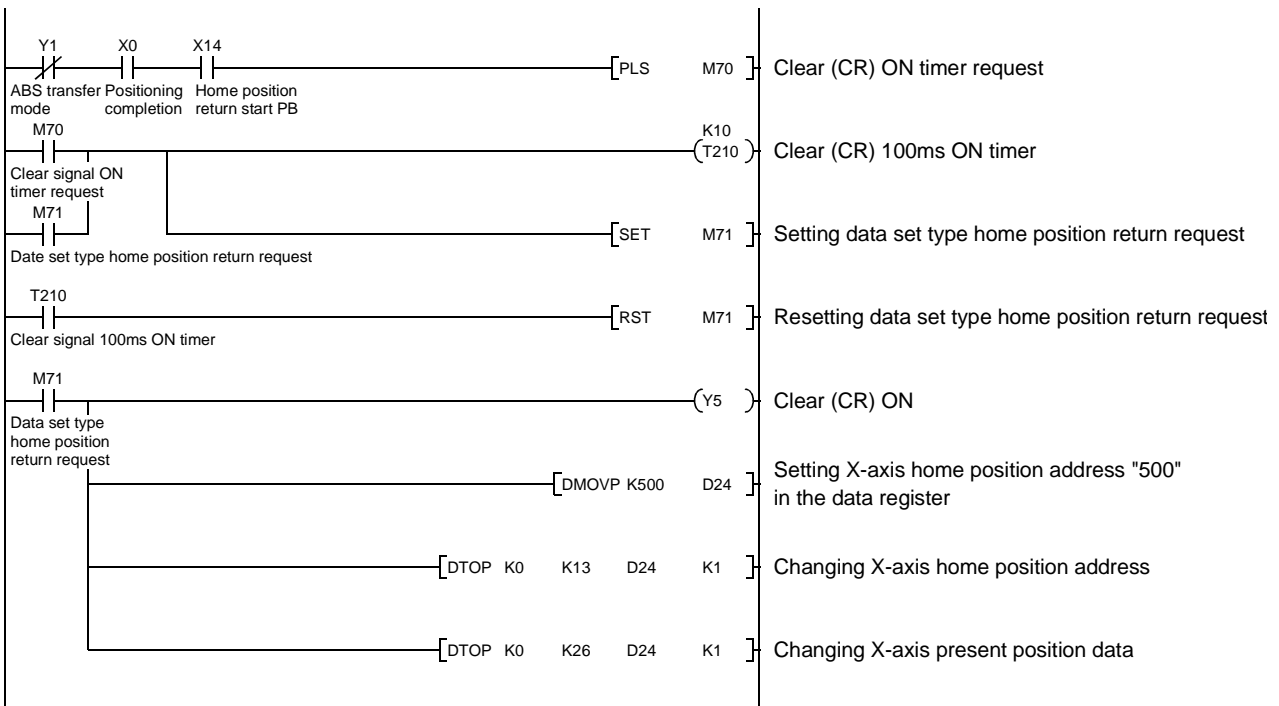 Y1 X0 X14
PLS M70 Clear (CR) ON timer request
ABS transfer mode Positioning completion Home position return start PB
M70 K10
T210 Clear (CR) 100ms ON timer
Clear signal ON
timer request
M71
SET M71 Setting data set type home position return request
Date set type home position return request
T210
RST M71 Resetting data set type home position return request
Clear signal 100ms ON timer
M71
Y5 Clear (CR) ON
Data set type
home position
return request
DMOVP K500 D24 Setting X-axis home position address "500"
in the data register
DTOP K0 K13 D24 K1 Changing X-axis home position address
DTOP K0 K26 D24 K1 Changing X-axis present position data